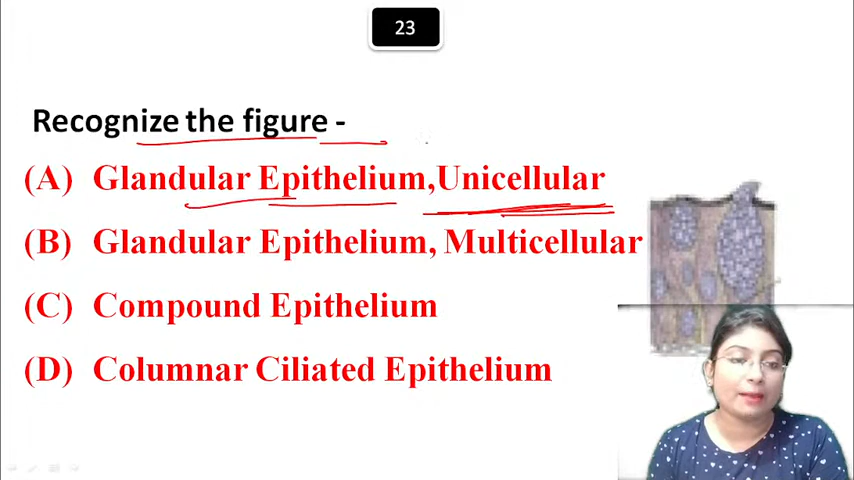 23
Recognize the figure -
(A) Glandular Epithelium,Unicellular
(B) Glandular Epithelium, Multicellular
(C) Compound Epithelium
(D) Columnar Ciliated Epithelium